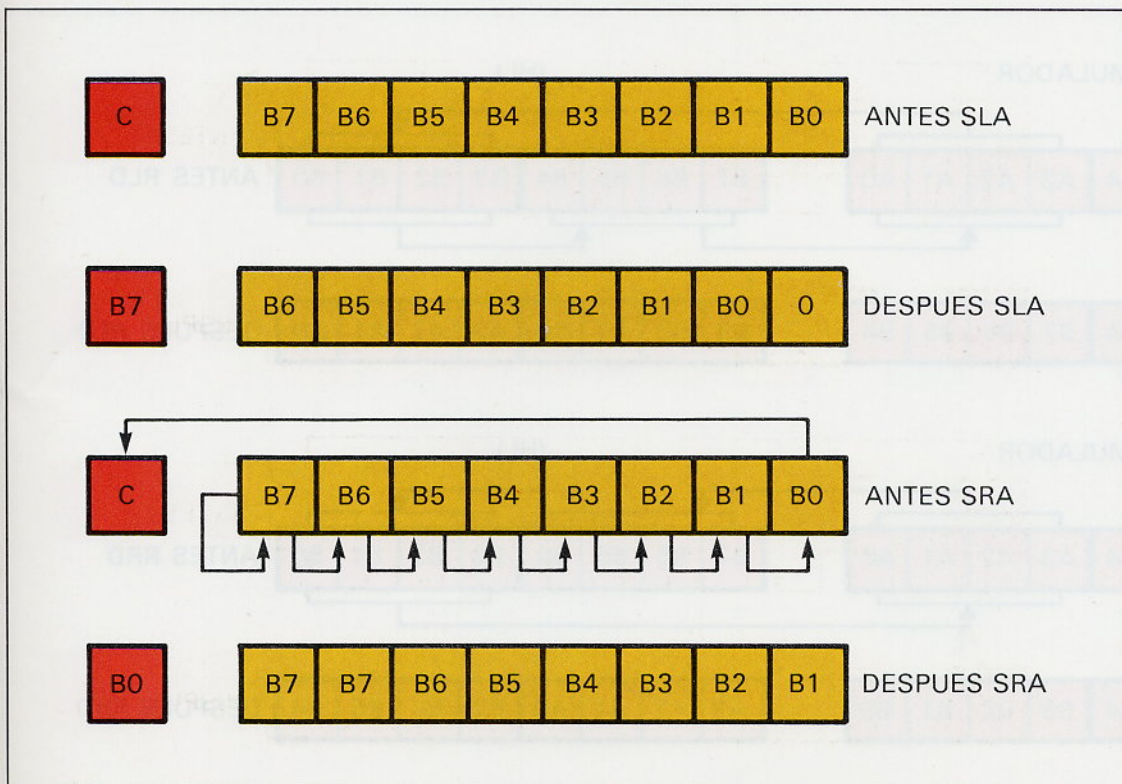 C B7 B6 B5 B4 B3 B2 B1 B0 ANTES SLA
B7 B6 B5 B4 B3 B2 B1 B0 0 DESPUES SLA
C B7 B6 B5 B4 B3 B2 B1 B0 ANTES SRA
B0 B7 B7 B6 B5 B4 B3 B2 B1 DESPUES SRA